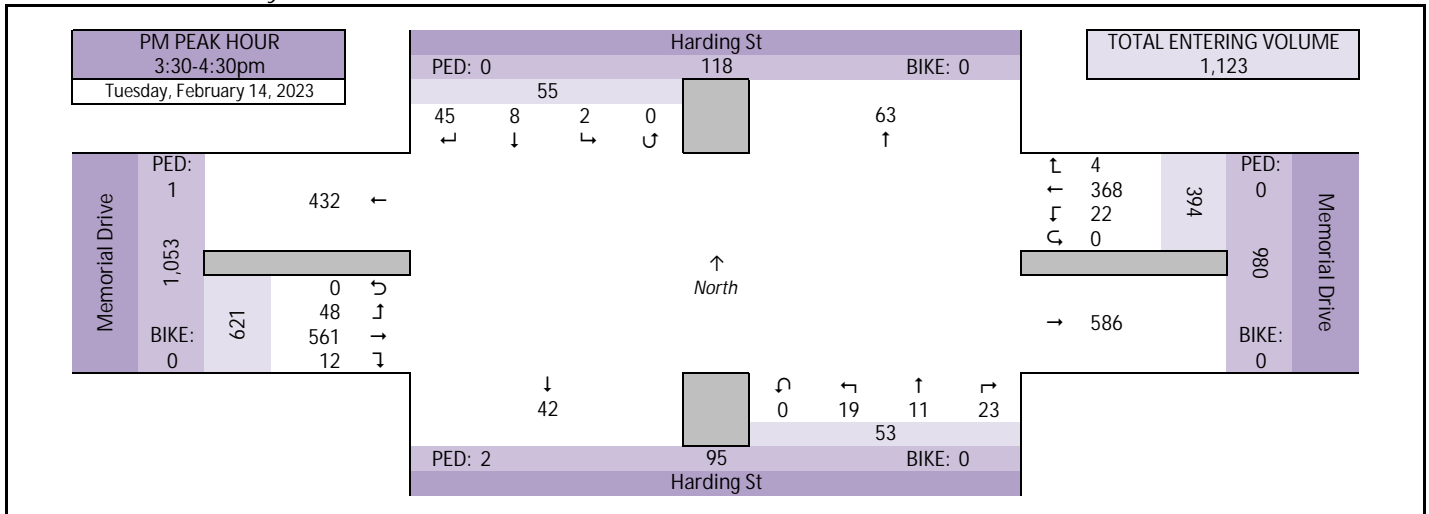 PM PEAK HOUR
3:30-4:30pm
Tuesday, February 14, 2023
Harding St
PED: 0 118 BIKE: 0
55
45 8 2 0
↵ ↓ ↳ ↺
63
↑
TOTAL ENTERING VOLUME
1,123
Memorial Drive
PED:
1
1,053
BIKE:
0
432 ←
621
0 ⮌
48 ↰
561 →
12 ↴
↑
North
↱ 4
← 368
↲ 22
⮎ 0
394
PED:
0
980
BIKE:
0
Memorial Drive
→ 586
↓
42
↶ ↰ ↑ ↱
0 19 11 23
53
PED: 2 95 BIKE: 0
Harding St